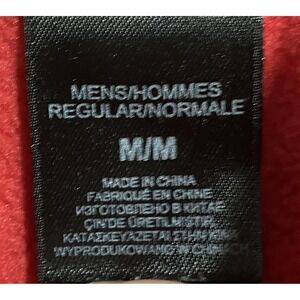 MENS/HOMMES
REGULAR/NORMALE
M/M
MADE IN CHINA
FABRIQUÉ EN CHINE
ИЗГОТОВЛЕНО В КИТАЕ
ÇİN'DE ÜRETİLMİŞTİR
ΚΑΤΑΣΚΕΥΑΖΕΤΑΙ ΣΤΗΝ ΚΙΝΑ
WYPRODUKOWANO W CHINACH